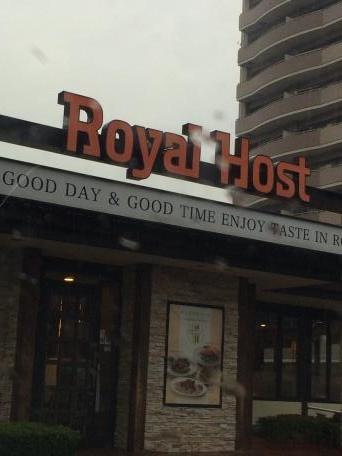 Royal Host
GOOD DAY & GOOD TIME ENJOY TASTE IN